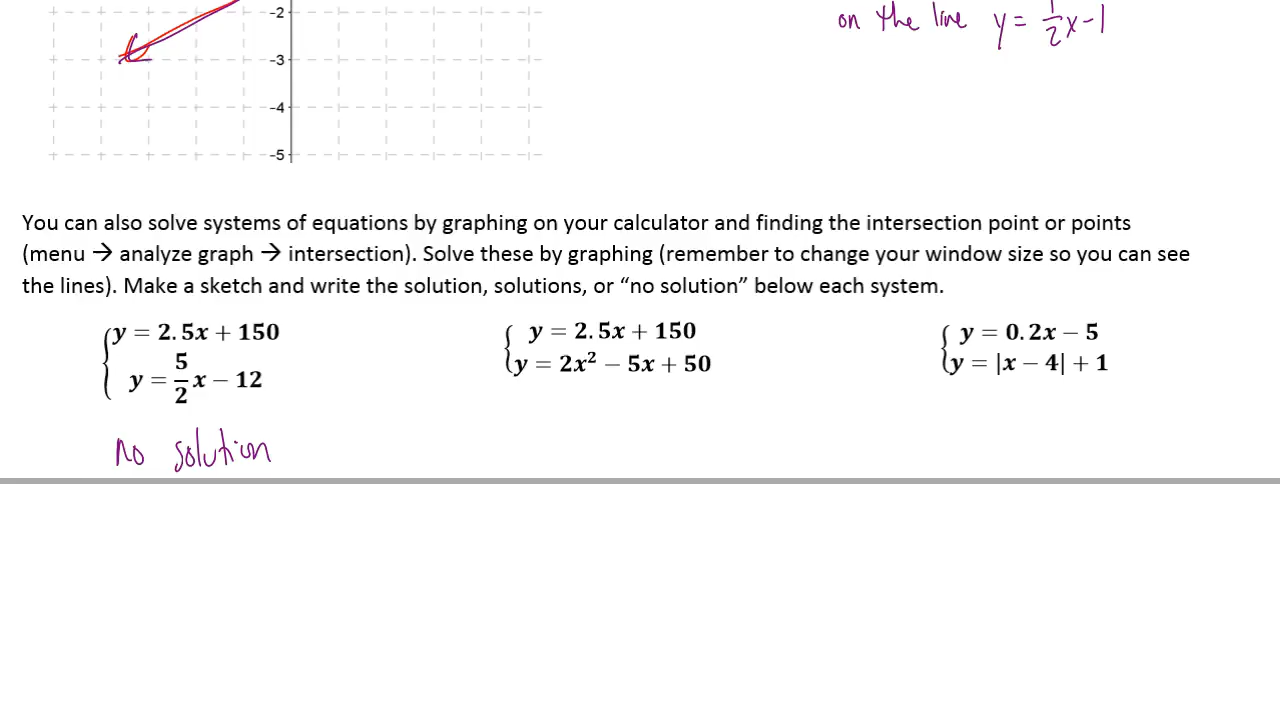 -2
on the line y = 1/2 x - 1
-3
-4
-5
You can also solve systems of equations by graphing on your calculator and finding the intersection point or points
(menu → analyze graph → intersection). Solve these by graphing (remember to change your window size so you can see
the lines). Make a sketch and write the solution, solutions, or “no solution” below each system.
{y = 2.5x + 150
y = 5/2 x − 12
{y = 2.5x + 150
y = 2x² − 5x + 50
{y = 0.2x − 5
y = |x − 4| + 1
no solution